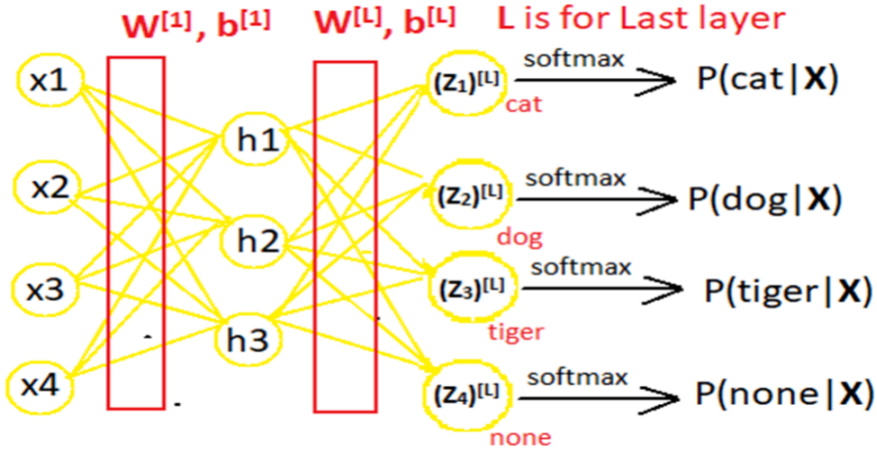 W[1], b[1] W[L], b[L] L is for Last layer
x1 (Z₁)[L] softmax P(cat|X)
cat
h1
x2 (Z₂)[L] softmax P(dog|X)
dog
h2
x3 (Z₃)[L] softmax P(tiger|X)
tiger
h3
x4 (Z₄)[L] softmax P(none|X)
none